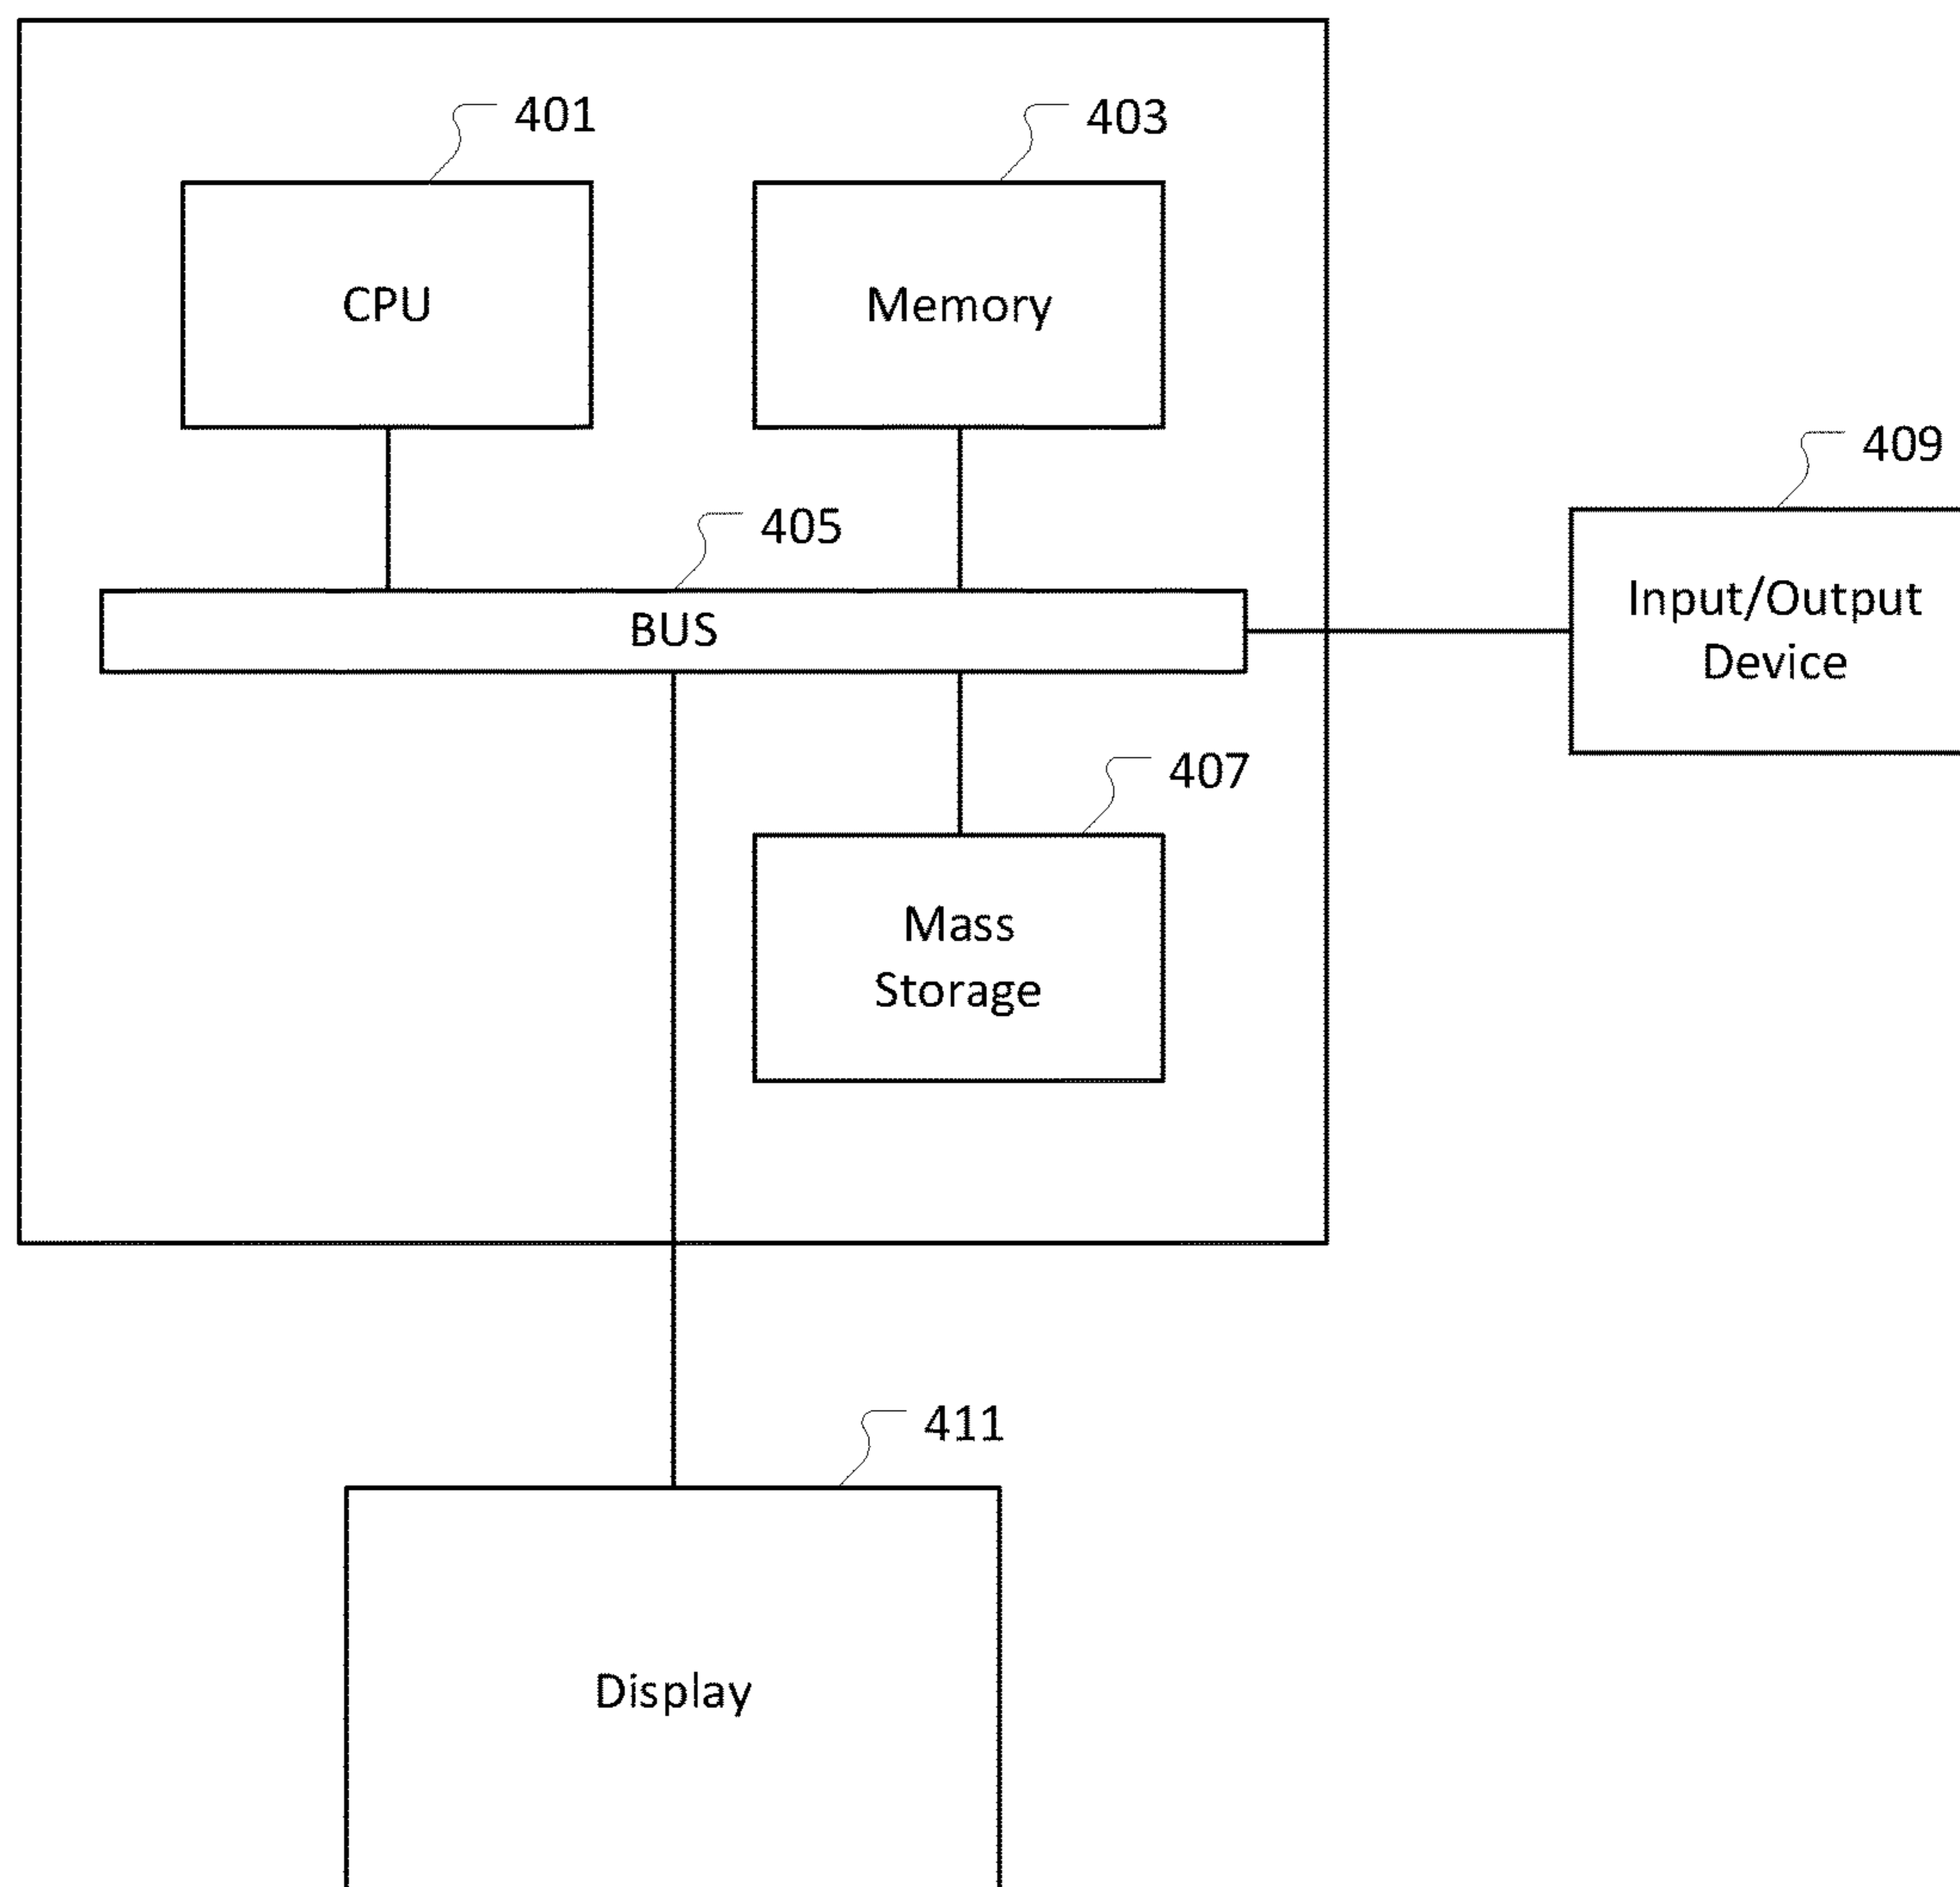 401
403
CPU
Memory
409
405
Input/Output
Device
BUS
407
Mass
Storage
411
Display